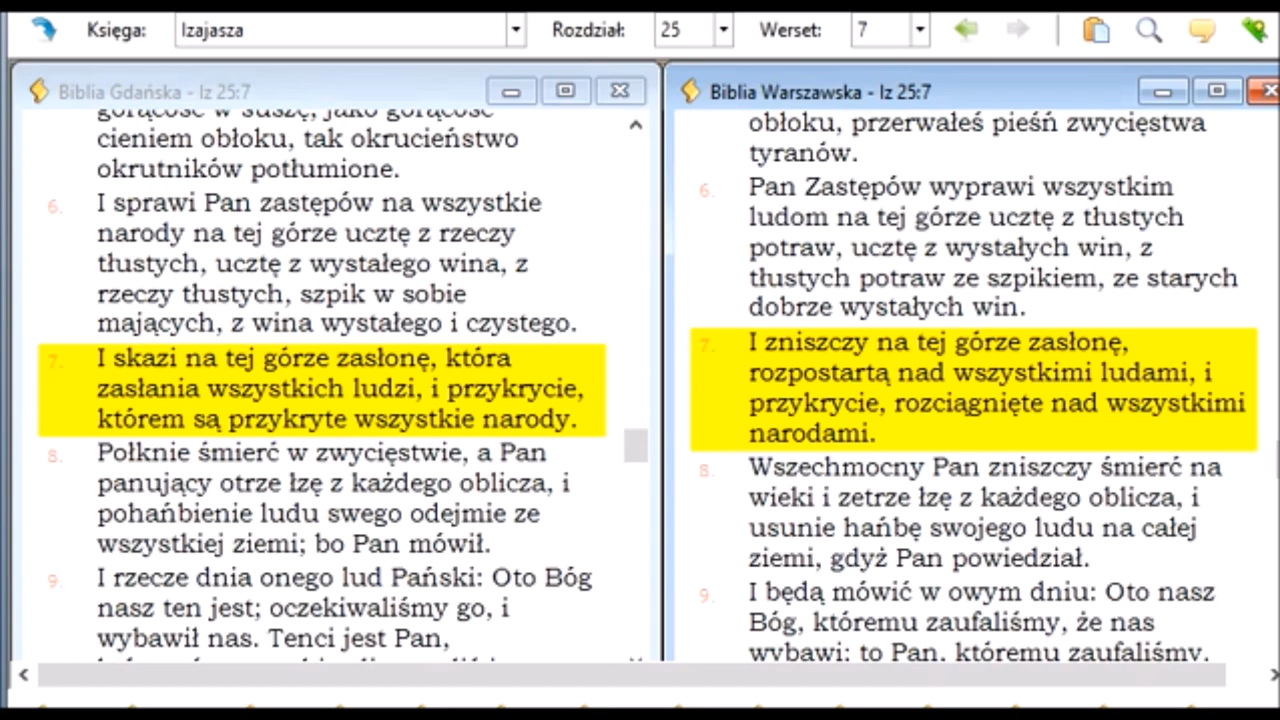 Księga: Izajasza Rozdział: 25 Werset: 7
Biblia Gdańska - Iz 25:7
gorącość w suszę, jako gorącość
cieniem obłoku, tak okrucieństwo
okrutników potłumione.
6. I sprawi Pan zastępów na wszystkie
narody na tej górze ucztę z rzeczy
tłustych, ucztę z wystałego wina, z
rzeczy tłustych, szpik w sobie
mających, z wina wystałego i czystego.
7. I skazi na tej górze zasłonę, która
zasłania wszystkich ludzi, i przykrycie,
którem są przykryte wszystkie narody.
8. Połknie śmierć w zwycięstwie, a Pan
panujący otrze łzę z każdego oblicza, i
pohańbienie ludu swego odejmie ze
wszystkiej ziemi; bo Pan mówił.
9. I rzecze dnia onego lud Pański: Oto Bóg
nasz ten jest; oczekiwaliśmy go, i
wybawił nas. Tenci jest Pan,
Biblia Warszawska - Iz 25:7
obłoku, przerwałeś pieśń zwycięstwa
tyranów.
6. Pan Zastępów wyprawi wszystkim
ludom na tej górze ucztę z tłustych
potraw, ucztę z wystałych win, z
tłustych potraw ze szpikiem, ze starych
dobrze wystałych win.
7. I zniszczy na tej górze zasłonę,
rozpostartą nad wszystkimi ludami, i
przykrycie, rozciągnięte nad wszystkimi
narodami.
8. Wszechmocny Pan zniszczy śmierć na
wieki i zetrze łzę z każdego oblicza, i
usunie hańbę swojego ludu na całej
ziemi, gdyż Pan powiedział.
9. I będą mówić w owym dniu: Oto nasz
Bóg, któremu zaufaliśmy, że nas
wybawi; to Pan, któremu zaufaliśmy.